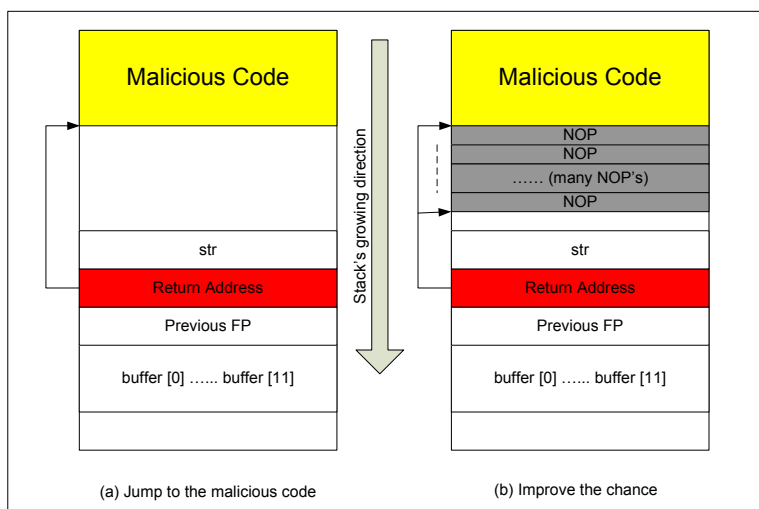 Malicious Code
str
Return Address
Previous FP
buffer [0] …... buffer [11]
(a) Jump to the malicious code
Stack's growing direction
Malicious Code
NOP
NOP
…… (many NOP's)
NOP
str
Return Address
Previous FP
buffer [0] …... buffer [11]
(b) Improve the chance